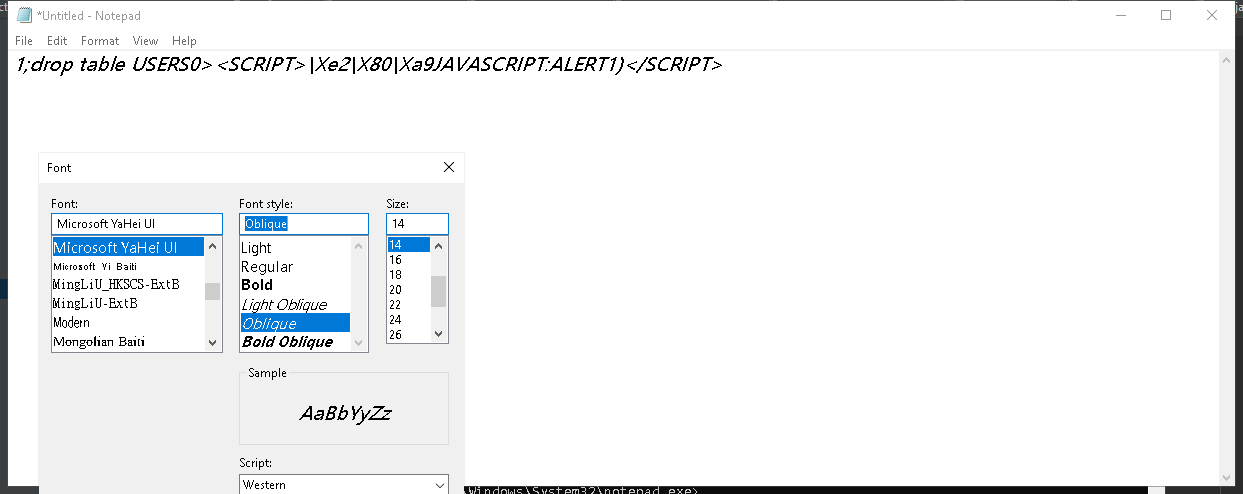 *Untitled - Notepad
File Edit Format View Help
1;drop table USERS0> <SCRIPT> |Xe2|X80|Xa9JAVASCRIPT:ALERT1)</SCRIPT>
Font
Font: Font style: Size:
Microsoft YaHei UI Oblique 14
Microsoft YaHei UI Light 14
Microsoft Yi Baiti Regular 16
MingLiU_HKSCS-ExtB Bold 18
MingLiU-ExtB Light Oblique 20
Modern Oblique 22
Mongolian Baiti Bold Oblique 24
26
Sample
AaBbYyZz
Script:
Western
\Windows\System32\notepad.exe>